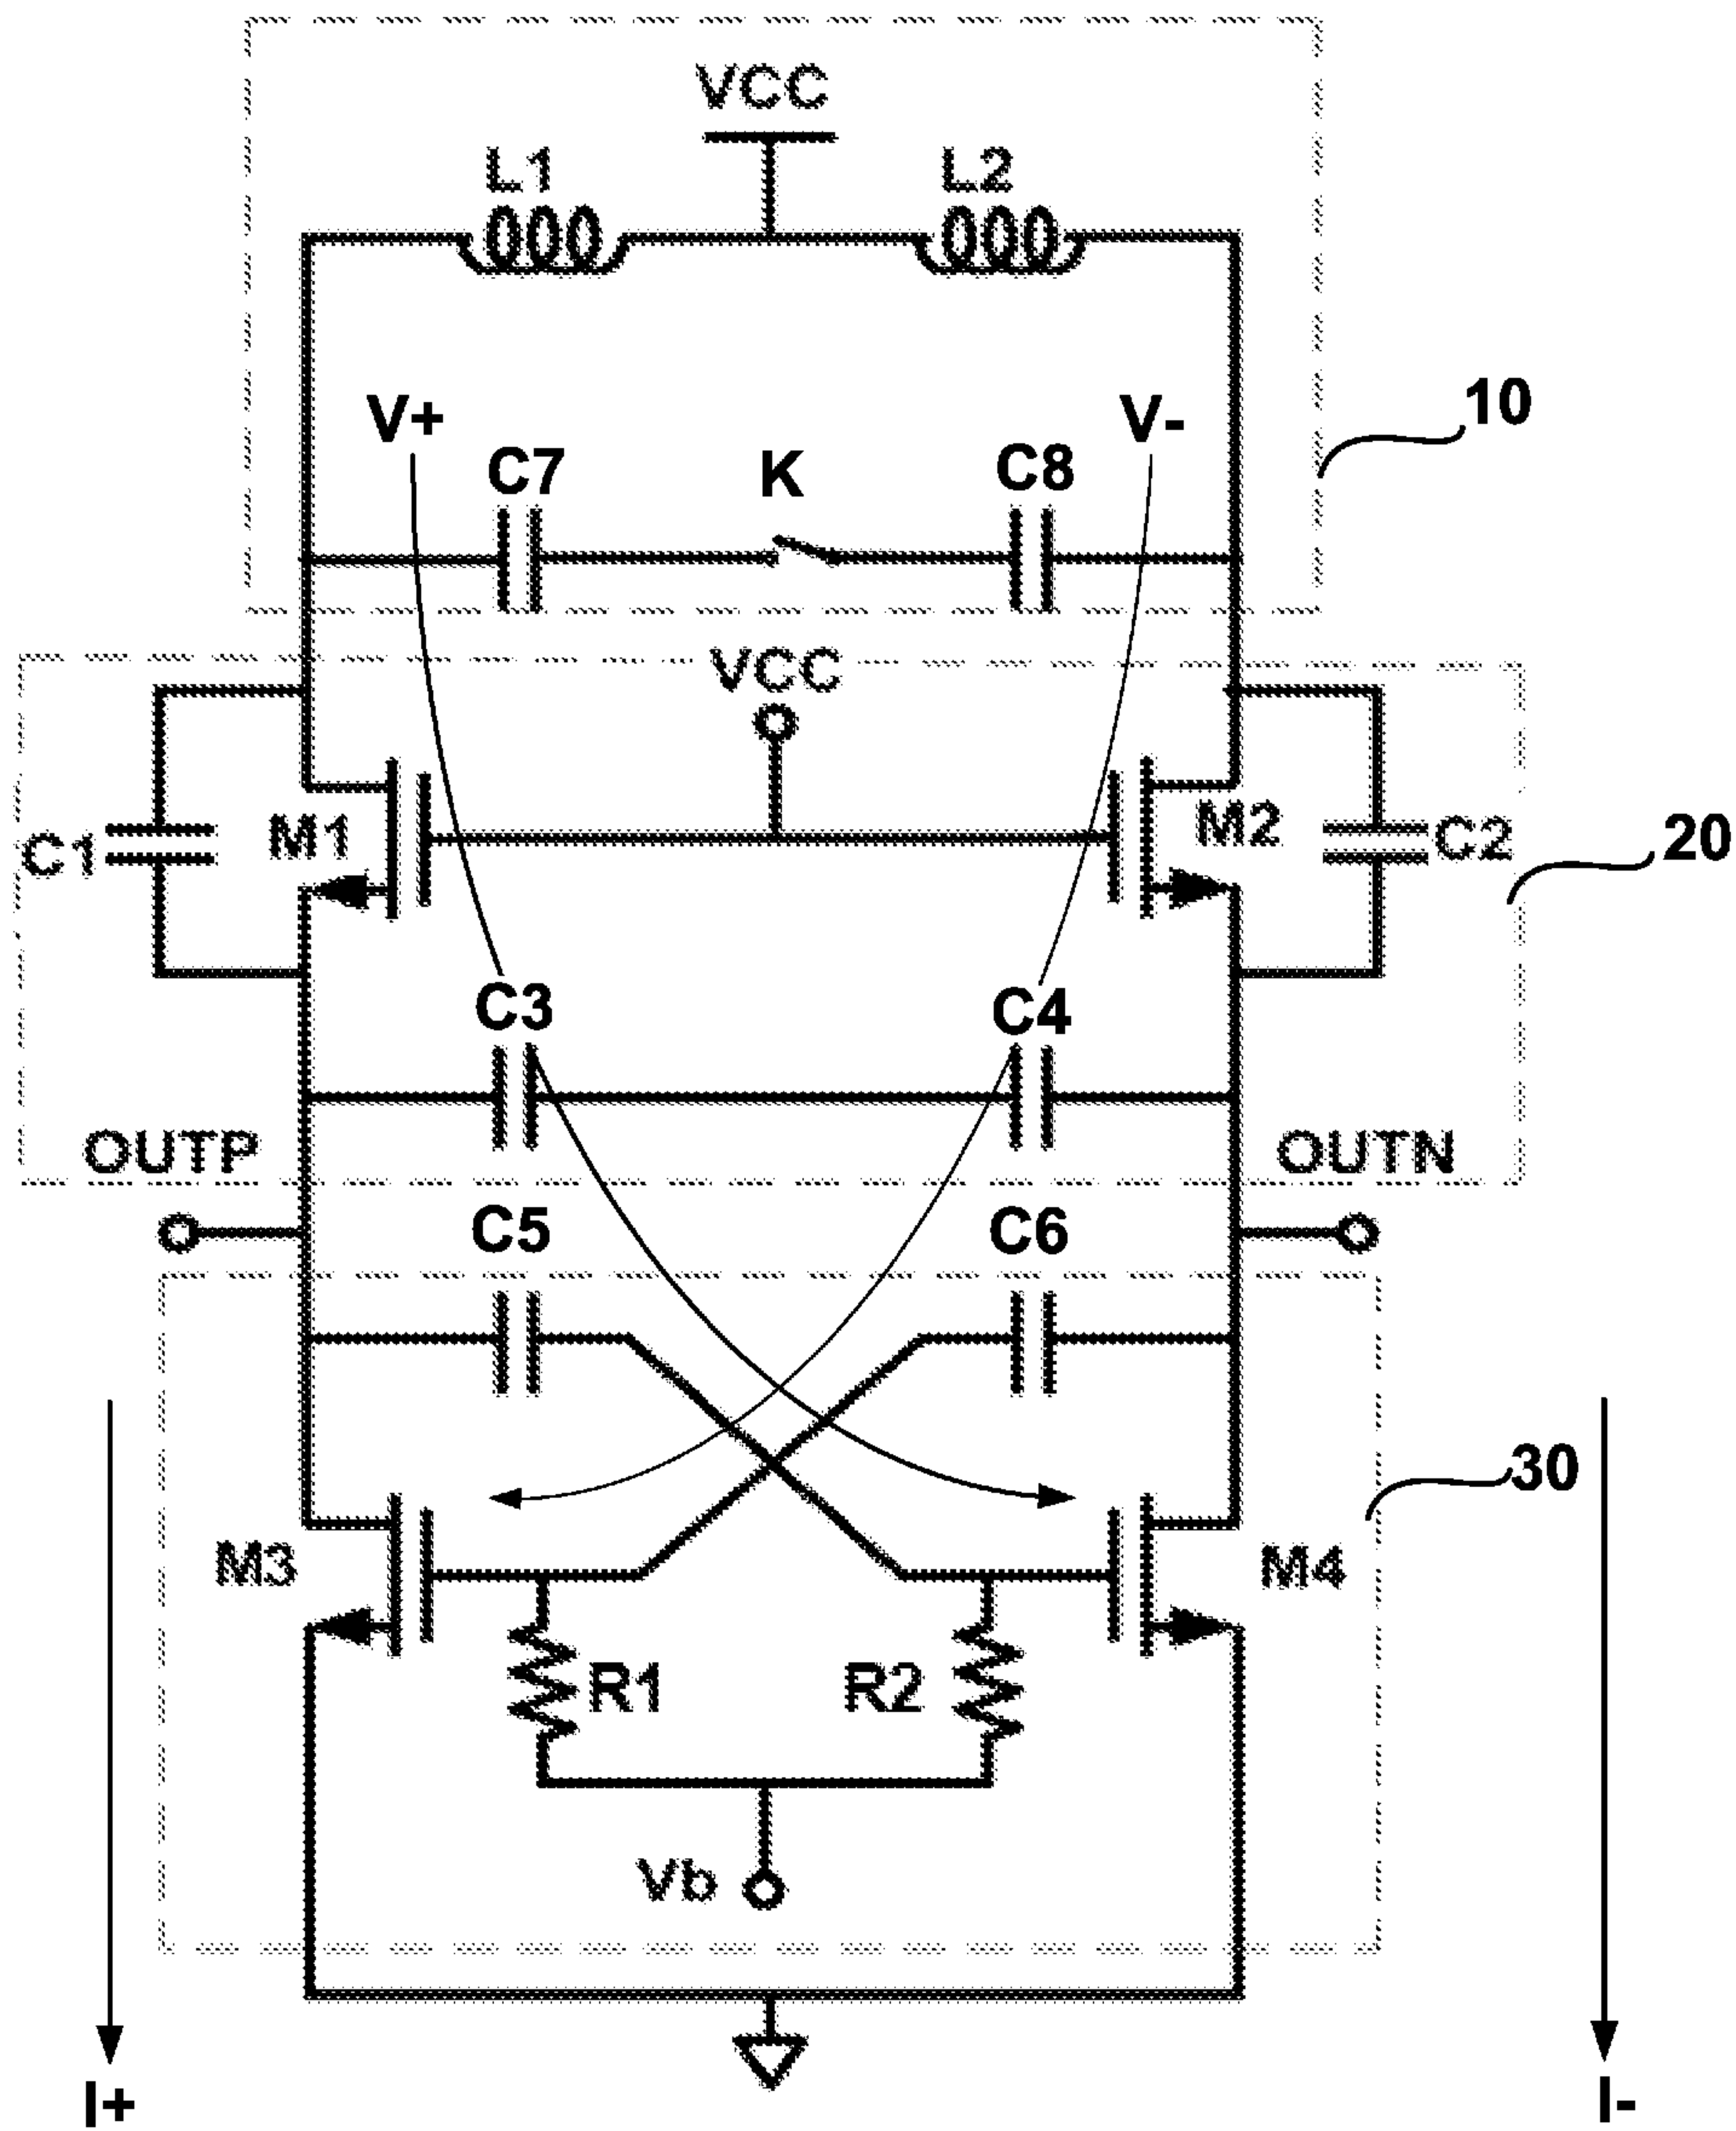 VCC
L1 L2
V+ V-
10
C7 K C8
VCC
C1 M1 M2 C2
20
C3 C4
OUTP OUTN
C5 C6
30
M3 M4
R1 R2
Vb
I+ I-